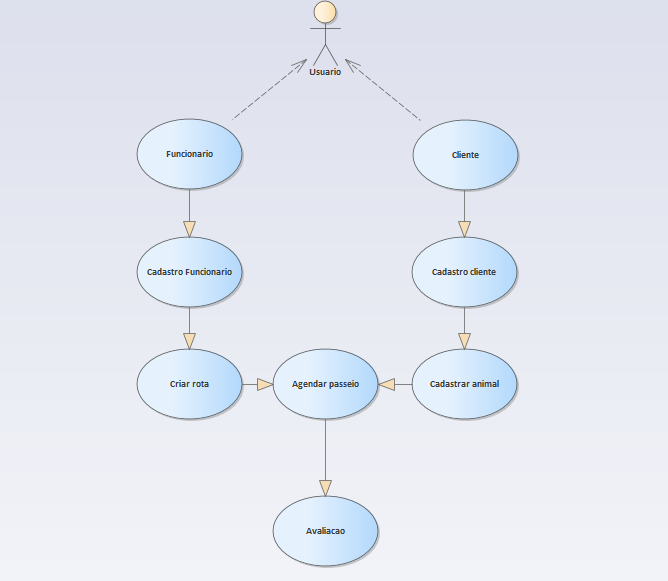 Usuario
Funcionario
Cliente
Cadastro Funcionario
Cadastro cliente
Criar rota
Agendar passeio
Cadastrar animal
Avaliacao